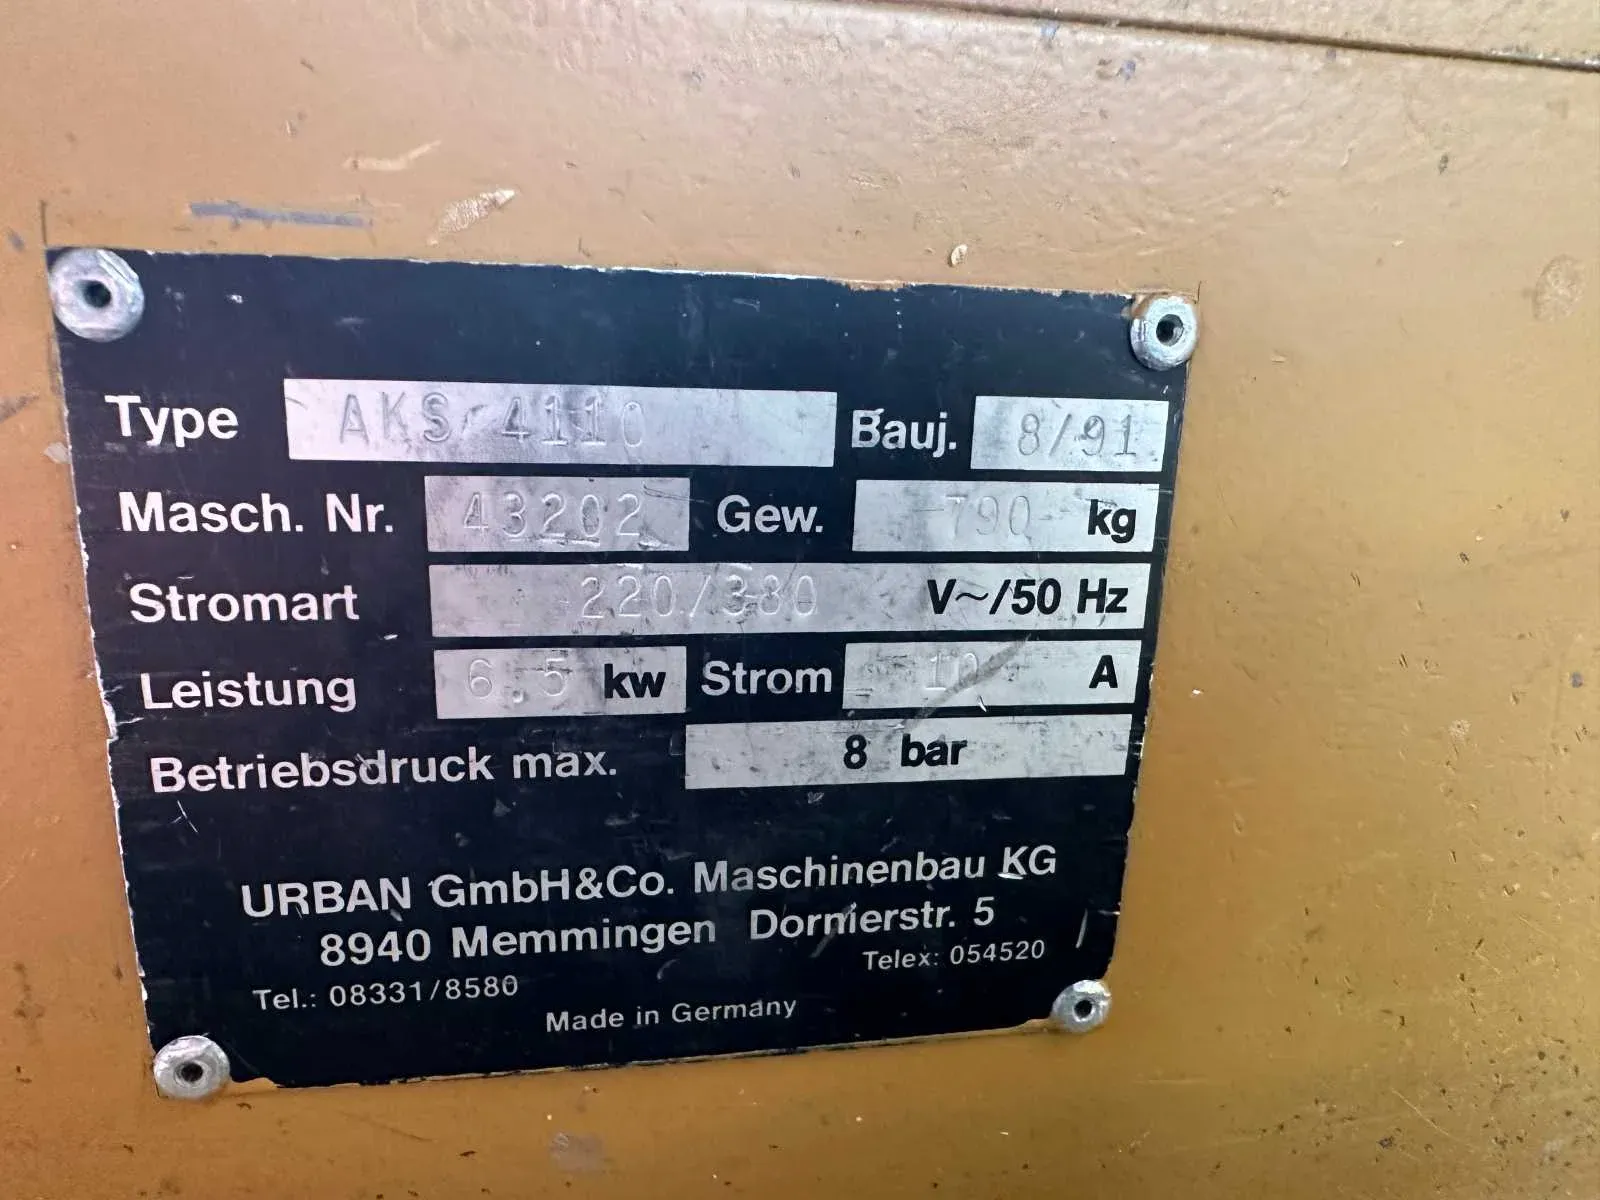 Type AKS 4110 Bauj. 8/91
Masch. Nr. 43202 Gew. 790 kg
Stromart 220/380 V~/50 Hz
Leistung 6.5 kw Strom 10 A
Betriebsdruck max. 8 bar
URBAN GmbH&Co. Maschinenbau KG
8940 Memmingen Dornierstr. 5
Tel.: 08331/8580 Telex: 054520
Made in Germany